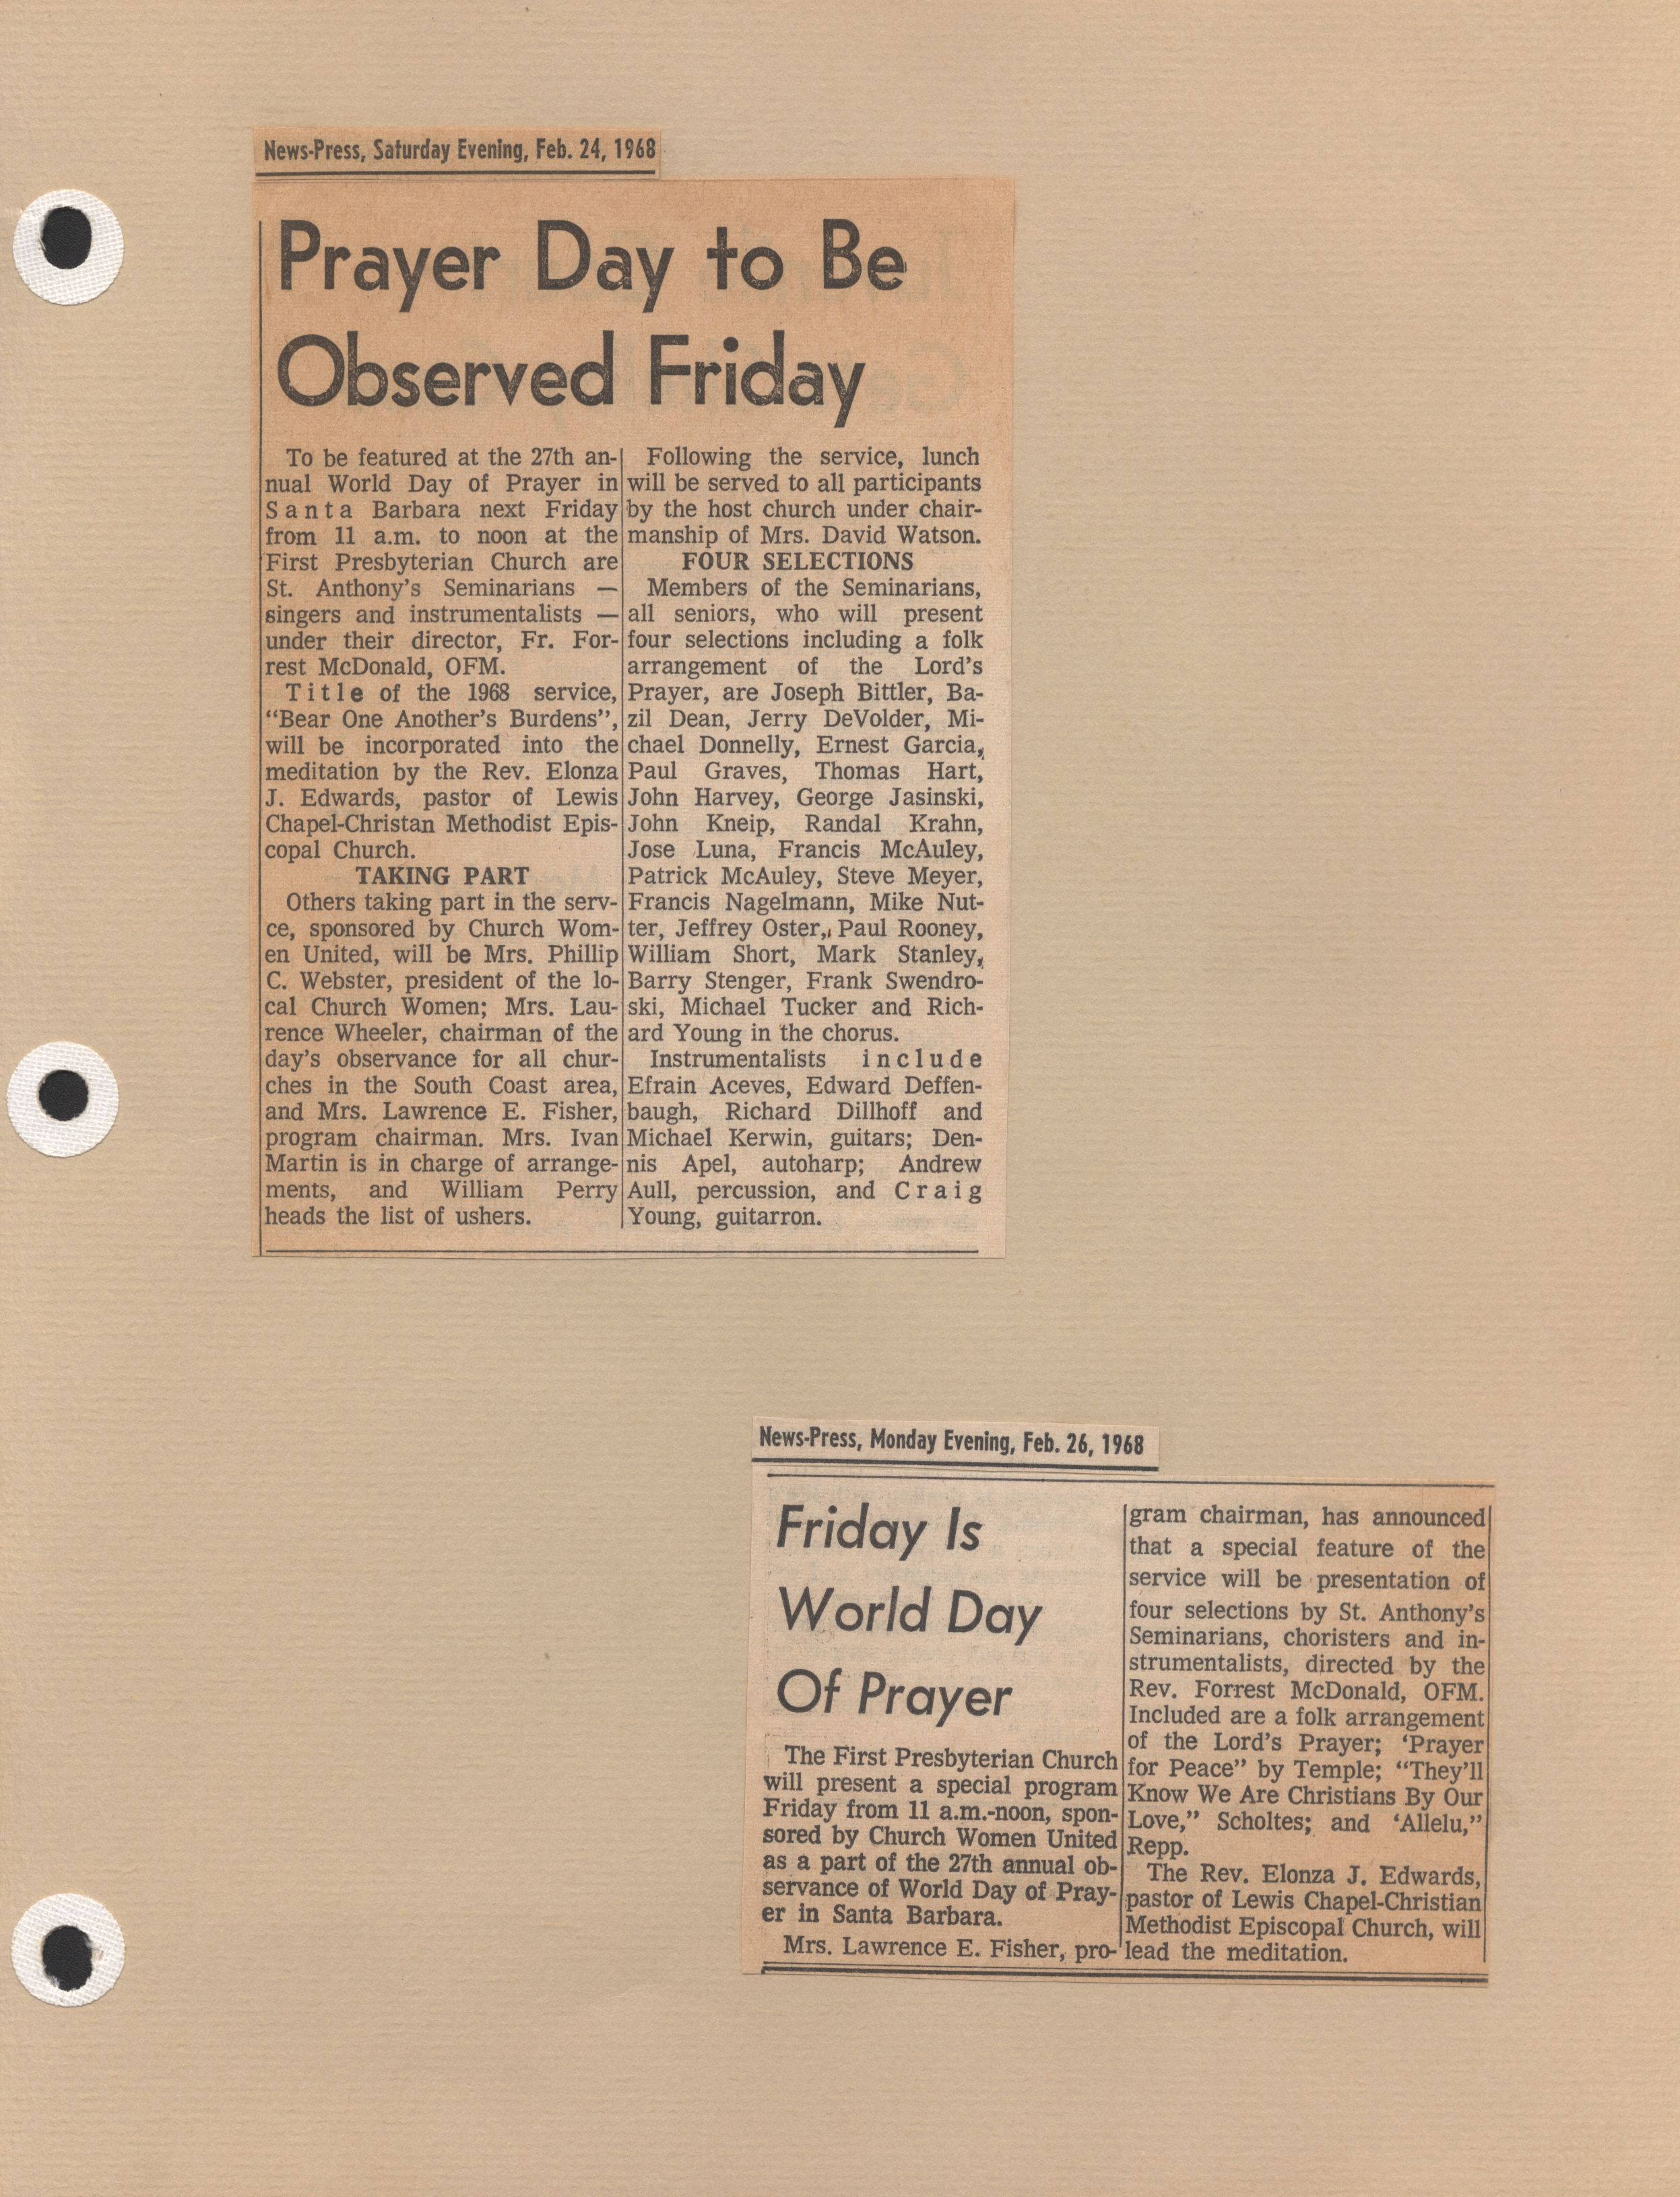 News-Press, Saturday Evening, Feb. 24, 1968
Prayer Day to Be
Observed Friday
To be featured at the 27th an-
nual World Day of Prayer in
Santa Barbara next Friday
from 11 a.m. to noon at the
First Presbyterian Church are
St. Anthony's Seminarians —
singers and instrumentalists —
under their director, Fr. For-
rest McDonald, OFM.
Title of the 1968 service,
"Bear One Another's Burdens",
will be incorporated into the
meditation by the Rev. Elonza
J. Edwards, pastor of Lewis
Chapel-Christan Methodist Epis-
copal Church.
TAKING PART
Others taking part in the serv-
ce, sponsored by Church Wom-
en United, will be Mrs. Phillip
C. Webster, president of the lo-
cal Church Women; Mrs. Lau-
rence Wheeler, chairman of the
day's observance for all chur-
ches in the South Coast area,
and Mrs. Lawrence E. Fisher,
program chairman. Mrs. Ivan
Martin is in charge of arrange-
ments, and William Perry
heads the list of ushers.
Following the service, lunch
will be served to all participants
by the host church under chair-
manship of Mrs. David Watson.
FOUR SELECTIONS
Members of the Seminarians,
all seniors, who will present
four selections including a folk
arrangement of the Lord's
Prayer, are Joseph Bittler, Ba-
zil Dean, Jerry DeVolder, Mi-
chael Donnelly, Ernest Garcia,
Paul Graves, Thomas Hart,
John Harvey, George Jasinski,
John Kneip, Randal Krahn,
Jose Luna, Francis McAuley,
Patrick McAuley, Steve Meyer,
Francis Nagelmann, Mike Nut-
ter, Jeffrey Oster, Paul Rooney,
William Short, Mark Stanley,
Barry Stenger, Frank Swendro-
ski, Michael Tucker and Rich-
ard Young in the chorus.
Instrumentalists include
Efrain Aceves, Edward Deffen-
baugh, Richard Dillhoff and
Michael Kerwin, guitars; Den-
nis Apel, autoharp; Andrew
Aull, percussion, and Craig
Young, guitarron.
News-Press, Monday Evening, Feb. 26, 1968
Friday Is
World Day
Of Prayer
The First Presbyterian Church
will present a special program
Friday from 11 a.m.-noon, spon-
sored by Church Women United
as a part of the 27th annual ob-
servance of World Day of Pray-
er in Santa Barbara.
Mrs. Lawrence E. Fisher, pro-
gram chairman, has announced
that a special feature of the
service will be presentation of
four selections by St. Anthony's
Seminarians, choristers and in-
strumentalists, directed by the
Rev. Forrest McDonald, OFM.
Included are a folk arrangement
of the Lord's Prayer; 'Prayer
for Peace" by Temple; "They'll
Know We Are Christians By Our
Love," Scholtes; and 'Allelu,"
Repp.
The Rev. Elonza J. Edwards,
pastor of Lewis Chapel-Christian
Methodist Episcopal Church, will
lead the meditation.